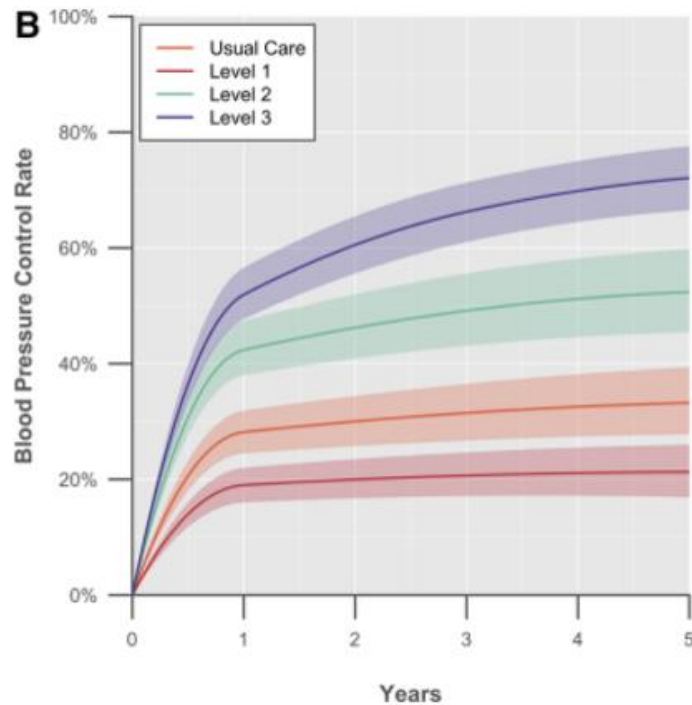 B
100%
80%
60%
40%
20%
0%
Blood Pressure Control Rate
Usual Care
Level 1
Level 2
Level 3
0 1 2 3 4 5
Years